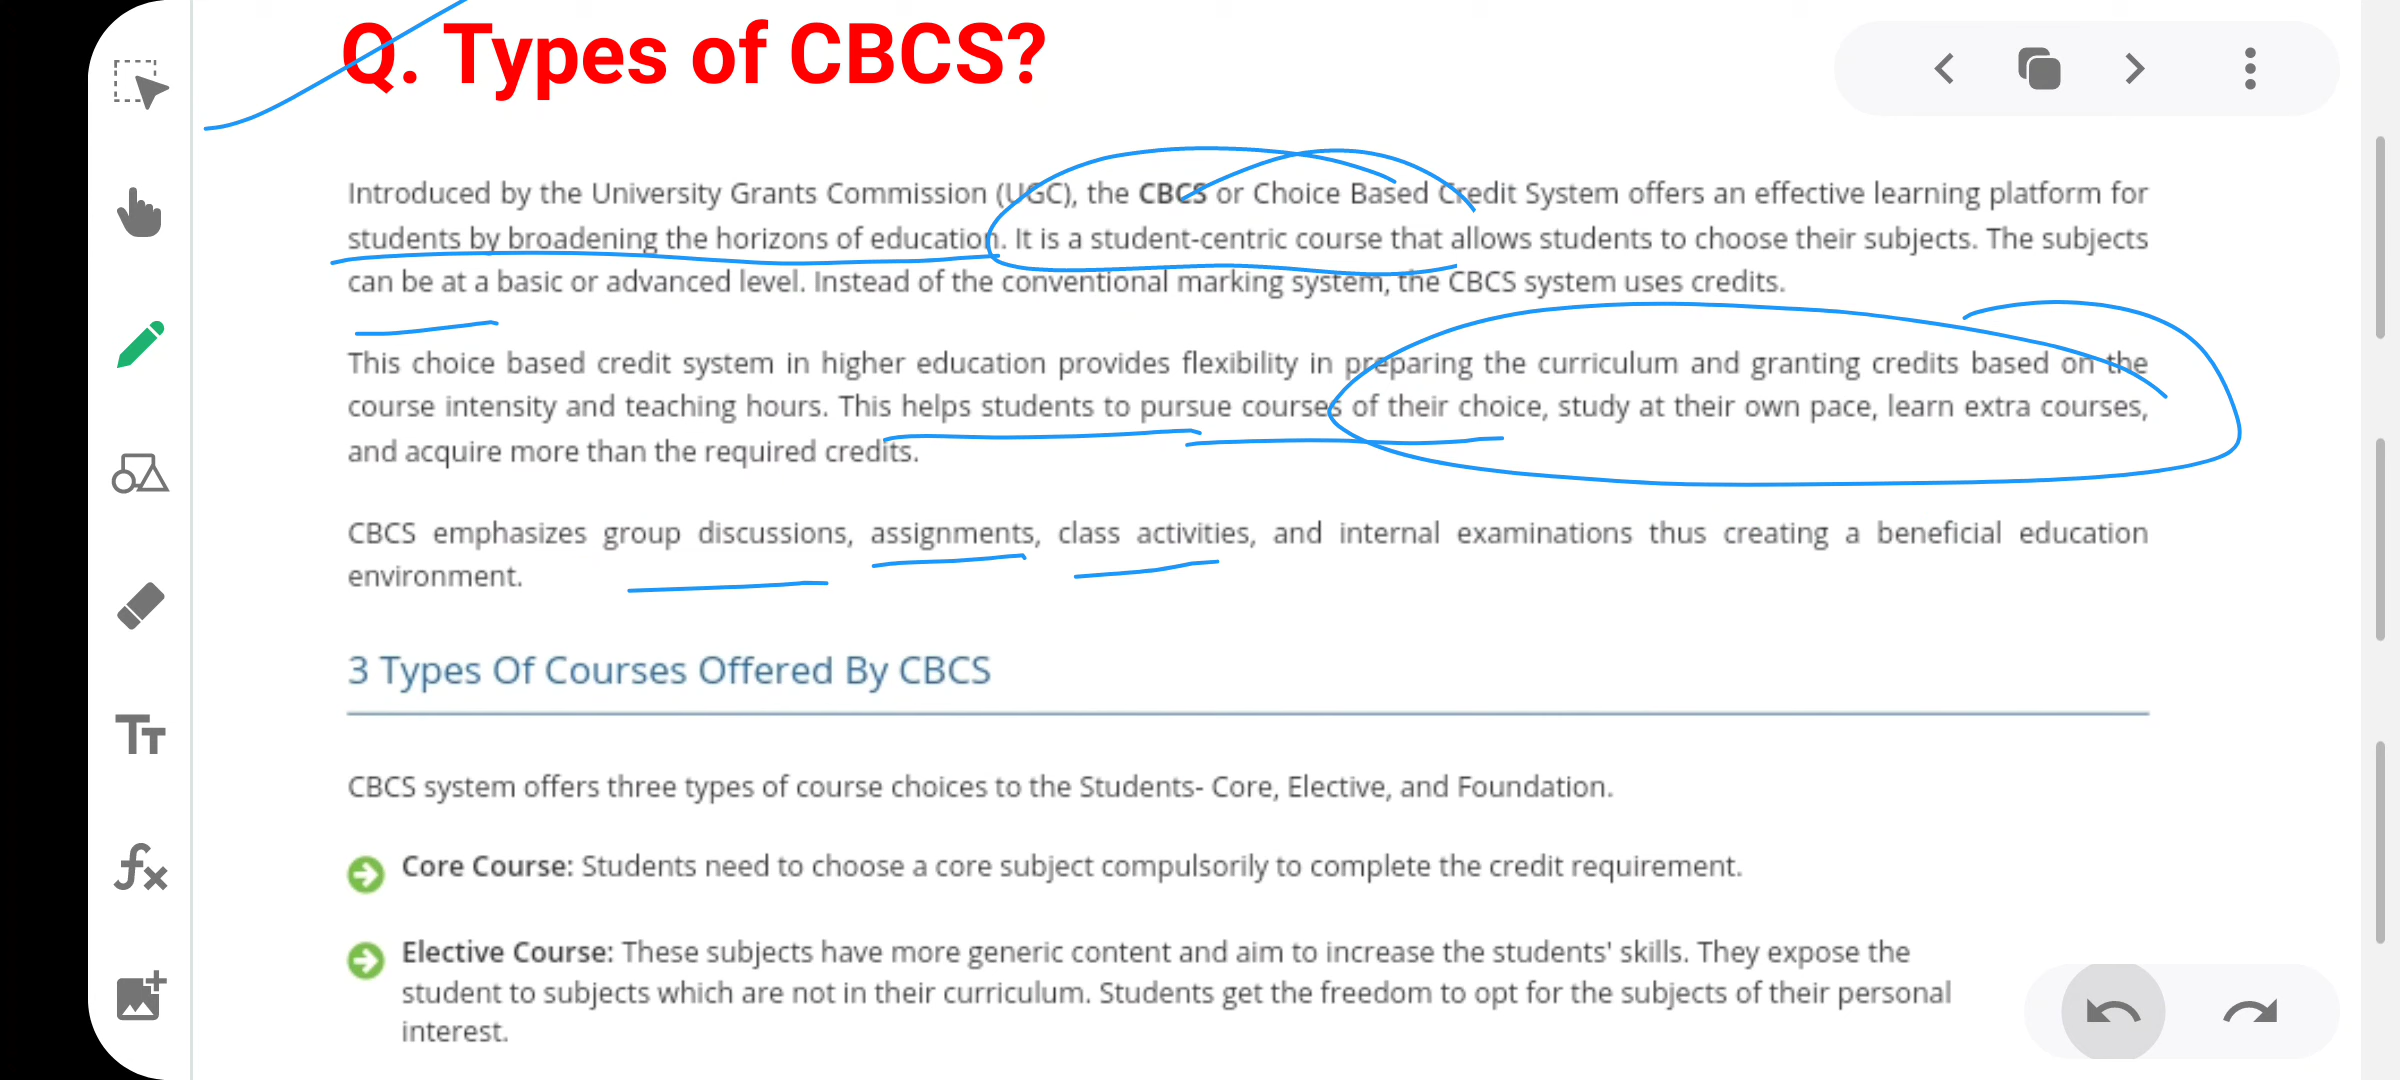 Q. Types of CBCS?
Introduced by the University Grants Commission (UGC), the CBCS or Choice Based Credit System offers an effective learning platform for
students by broadening the horizons of education. It is a student-centric course that allows students to choose their subjects. The subjects
can be at a basic or advanced level. Instead of the conventional marking system, the CBCS system uses credits.
This choice based credit system in higher education provides flexibility in preparing the curriculum and granting credits based on the
course intensity and teaching hours. This helps students to pursue courses of their choice, study at their own pace, learn extra courses,
and acquire more than the required credits.
CBCS emphasizes group discussions, assignments, class activities, and internal examinations thus creating a beneficial education
environment.
3 Types Of Courses Offered By CBCS
CBCS system offers three types of course choices to the Students- Core, Elective, and Foundation.
Core Course: Students need to choose a core subject compulsorily to complete the credit requirement.
Elective Course: These subjects have more generic content and aim to increase the students' skills. They expose the
student to subjects which are not in their curriculum. Students get the freedom to opt for the subjects of their personal
interest.